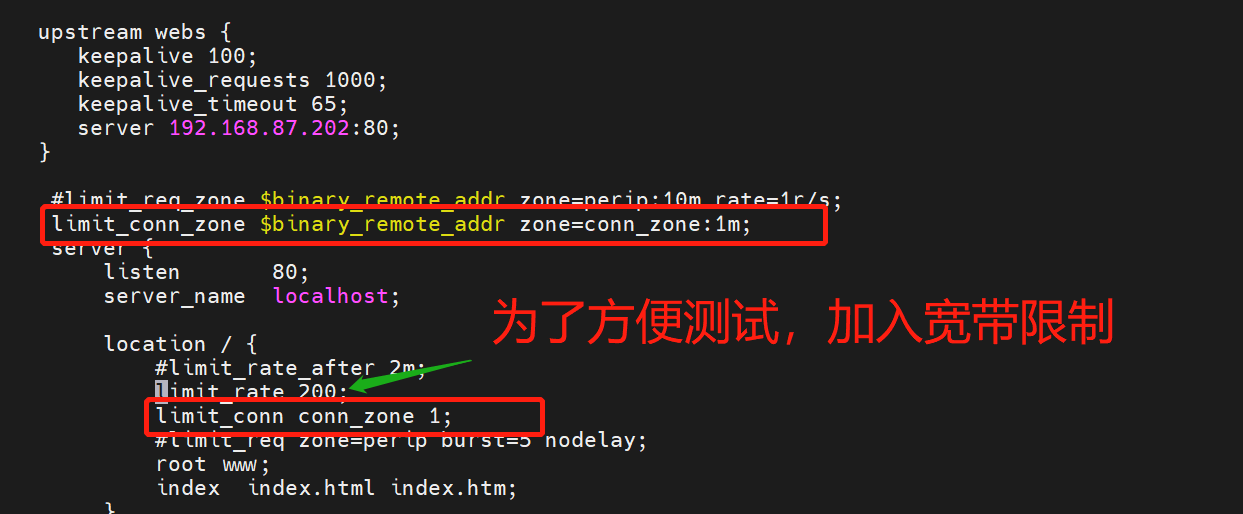 upstream webs {
keepalive 100;
keepalive_requests 1000;
keepalive_timeout 65;
server 192.168.87.202:80;
}
#limit_req_zone $binary_remote_addr zone=perip:10m rate=1r/s;
limit_conn_zone $binary_remote_addr zone=conn_zone:1m;
server {
listen 80;
server_name localhost;
为了方便测试，加入宽带限制
location / {
#limit_rate_after 2m;
limit_rate 200;
limit_conn conn_zone 1;
#limit_req zone=perip burst=5 nodelay;
root www;
index index.html index.htm;
}